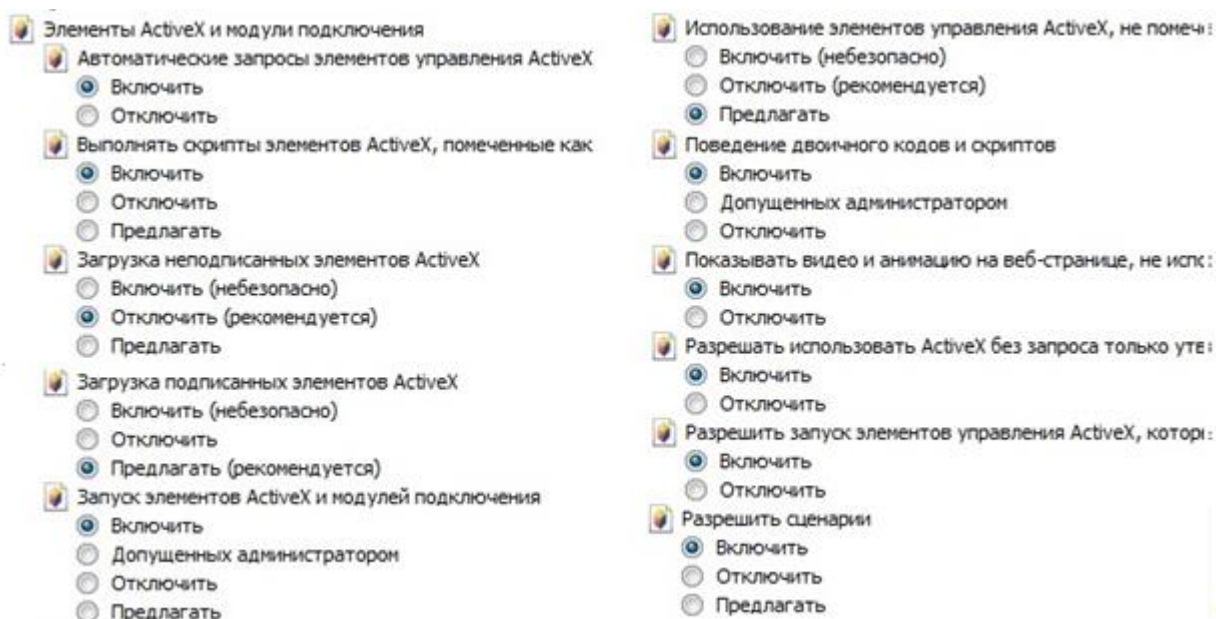 Элементы ActiveX и модули подключения
Автоматические запросы элементов управления ActiveX
Включить
Отключить
Выполнять скрипты элементов ActiveX, помеченные как
Включить
Отключить
Предлагать
Загрузка неподписанных элементов ActiveX
Включить (небезопасно)
Отключить (рекомендуется)
Предлагать
Загрузка подписанных элементов ActiveX
Включить (небезопасно)
Отключить
Предлагать (рекомендуется)
Запуск элементов ActiveX и модулей подключения
Включить
Допущенных администратором
Отключить
Предлагать
Использование элементов управления ActiveX, не помеч
Включить (небезопасно)
Отключить (рекомендуется)
Предлагать
Поведение двоичного кодов и скриптов
Включить
Допущенных администратором
Отключить
Показывать видео и анимацию на веб-странице, не испс
Включить
Отключить
Разрешать использовать ActiveX без запроса только утв
Включить
Отключить
Разрешить запуск элементов управления ActiveX, котор
Включить
Отключить
Разрешить сценарии
Включить
Отключить
Предлагать